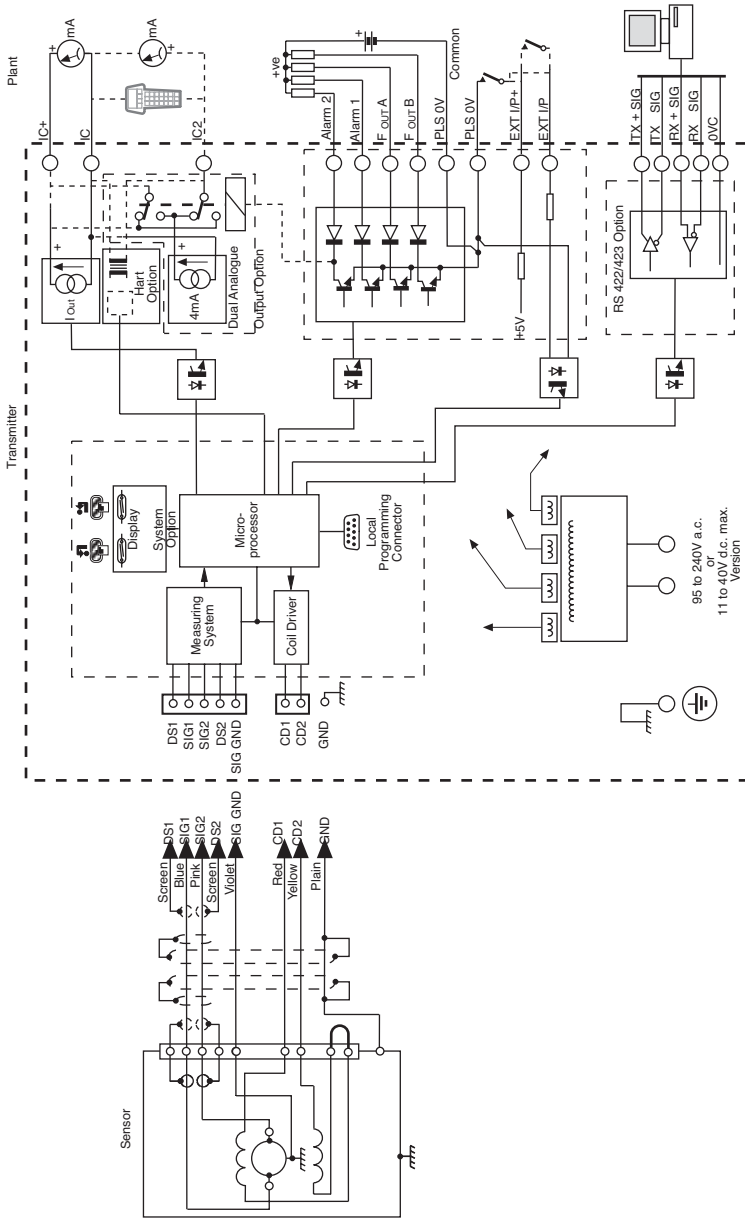 Sensor
Screen
Blue
Pink
Screen
Violet
Red
Yellow
Plain
DS1
SIG1
SIG2
DS2
SIG GND
CD1
CD2
GND
Transmitter
DS1
SIG1
SIG2
DS2
SIG GND
CD1
CD2
GND
Measuring
System
Coil Driver
Micro-
processor
Display
System
Option
Local
Programming
Connector
95 to 240V a.c.
or
11 to 40V d.c. max.
Version
I Out
+
Hart
Option
4mA
+
Dual Analogue
Output Option
+5V
RS 422/423 Option
Plant
IC+
IC
IC2
Alarm 2
Alarm 1
F OUT A
F OUT B
PLS 0V
PLS 0V
EXT I/P+
EXT I/P
TX + SIG
TX SIG
RX + SIG
RX SIG
0VC
+
mA
+
mA
+ve
+
Common